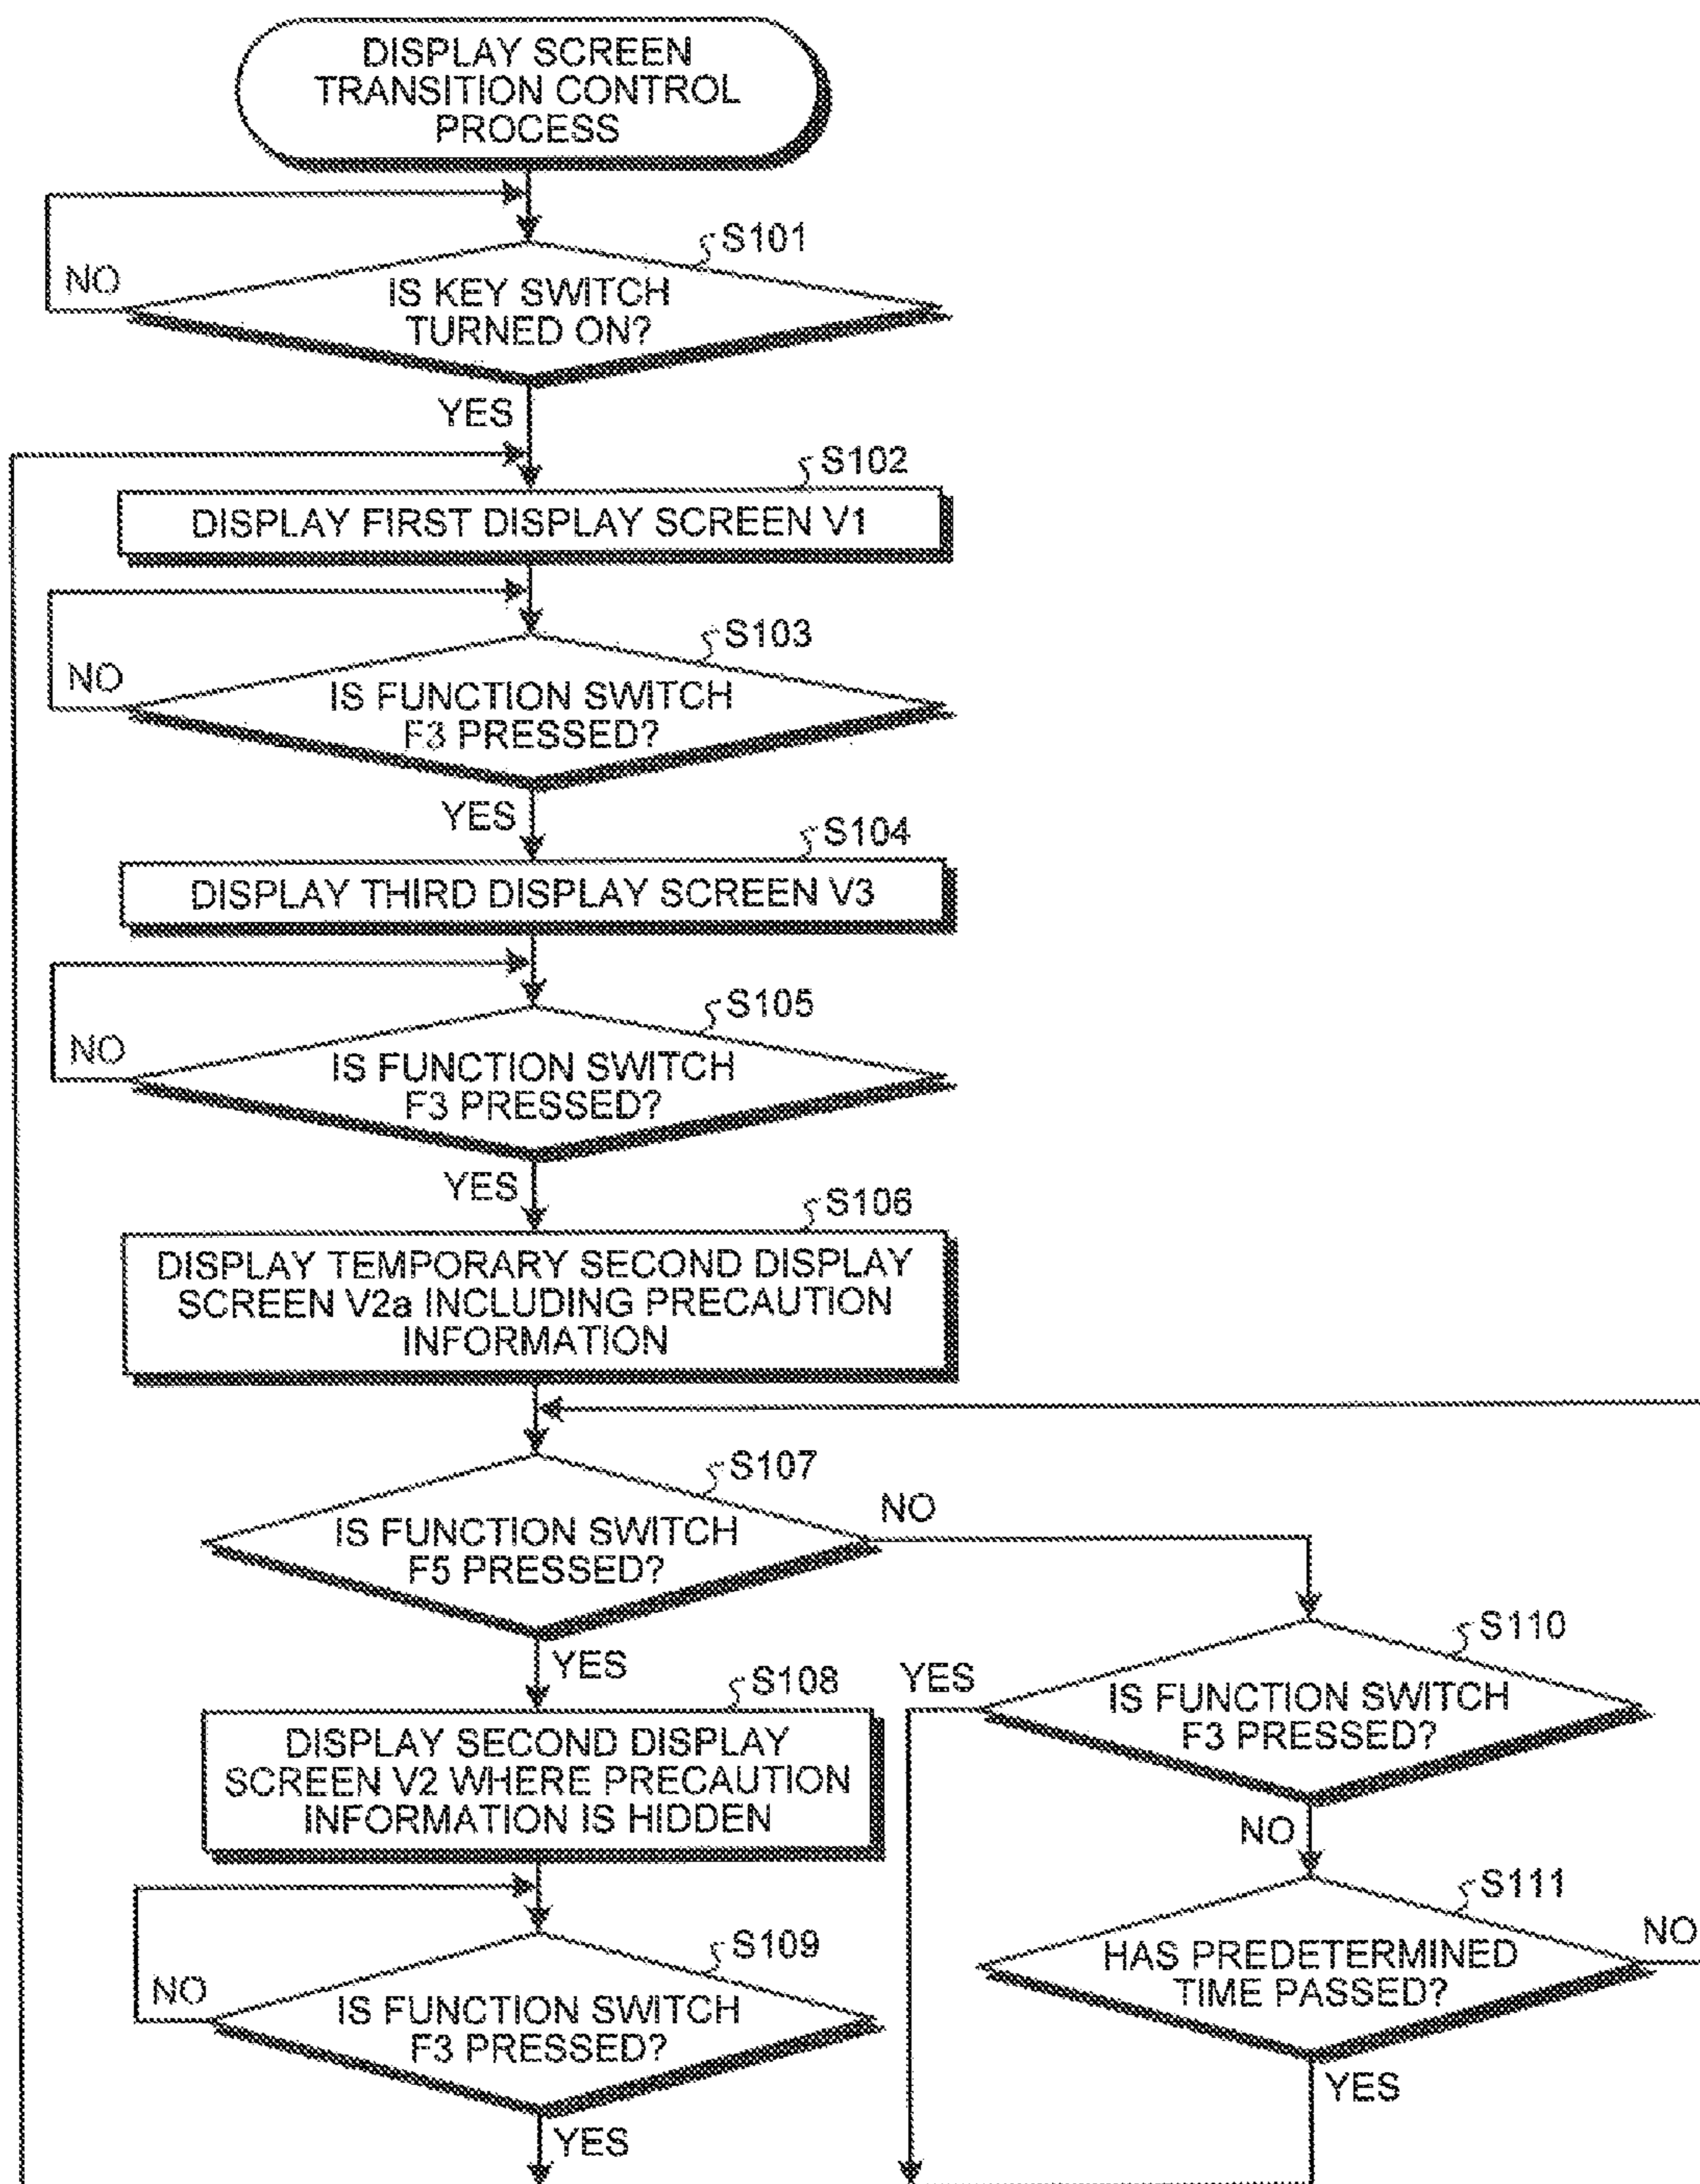 DISPLAY SCREEN
TRANSITION CONTROL
PROCESS
S101
NO
IS KEY SWITCH
TURNED ON?
YES
S102
DISPLAY FIRST DISPLAY SCREEN V1
S103
NO
IS FUNCTION SWITCH
F3 PRESSED?
YES
S104
DISPLAY THIRD DISPLAY SCREEN V3
S105
NO
IS FUNCTION SWITCH
F3 PRESSED?
YES
S106
DISPLAY TEMPORARY SECOND DISPLAY
SCREEN V2a INCLUDING PRECAUTION
INFORMATION
S107
NO
IS FUNCTION SWITCH
F5 PRESSED?
YES
S108
DISPLAY SECOND DISPLAY
SCREEN V2 WHERE PRECAUTION
INFORMATION IS HIDDEN
S109
NO
IS FUNCTION SWITCH
F3 PRESSED?
YES
S110
YES
IS FUNCTION SWITCH
F3 PRESSED?
NO
S111
NO
HAS PREDETERMINED
TIME PASSED?
YES